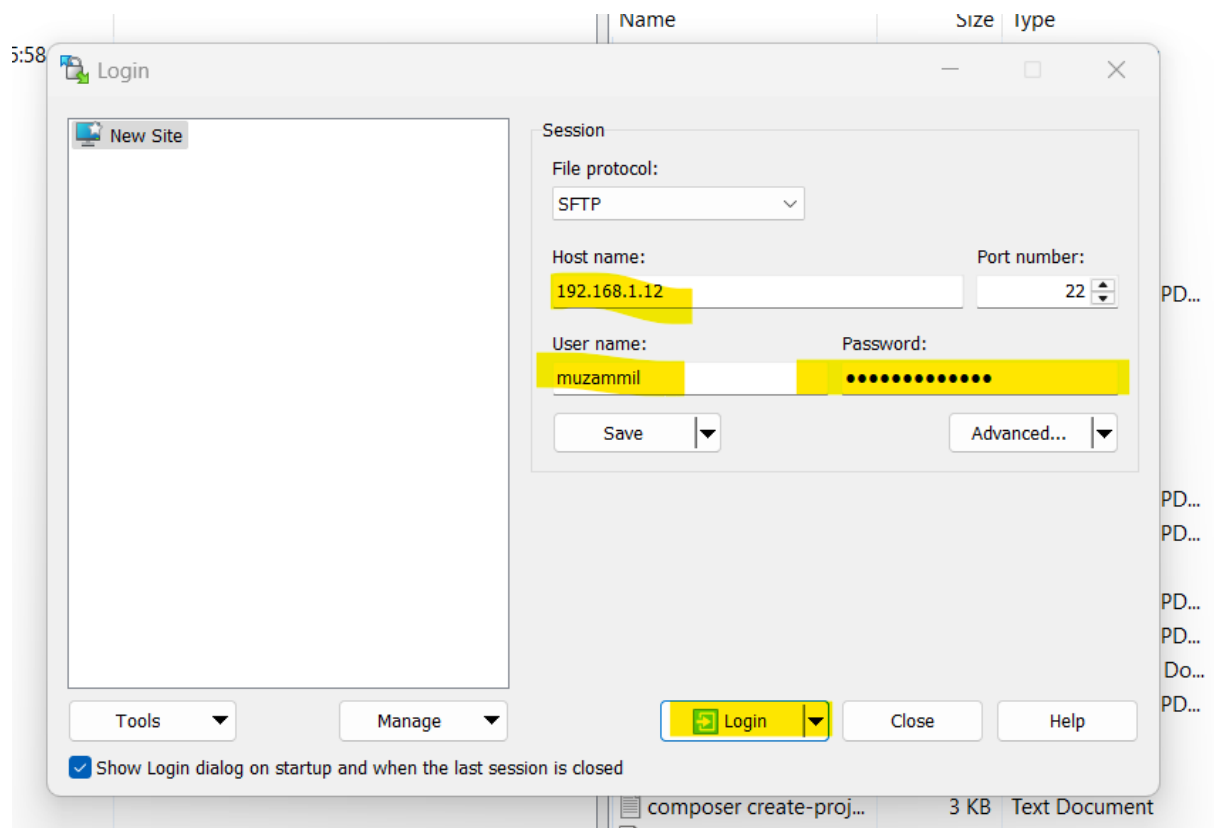 Name Size Type
5:58
Login
New Site
Session
File protocol:
SFTP
Host name: Port number:
192.168.1.12 22
PD...
User name: Password:
muzammil •••••••••••••
Save Advanced...
PD...
PD...
PD...
PD...
Do...
PD...
Tools Manage Login Close Help
Show Login dialog on startup and when the last session is closed
composer create-proj... 3 KB Text Document